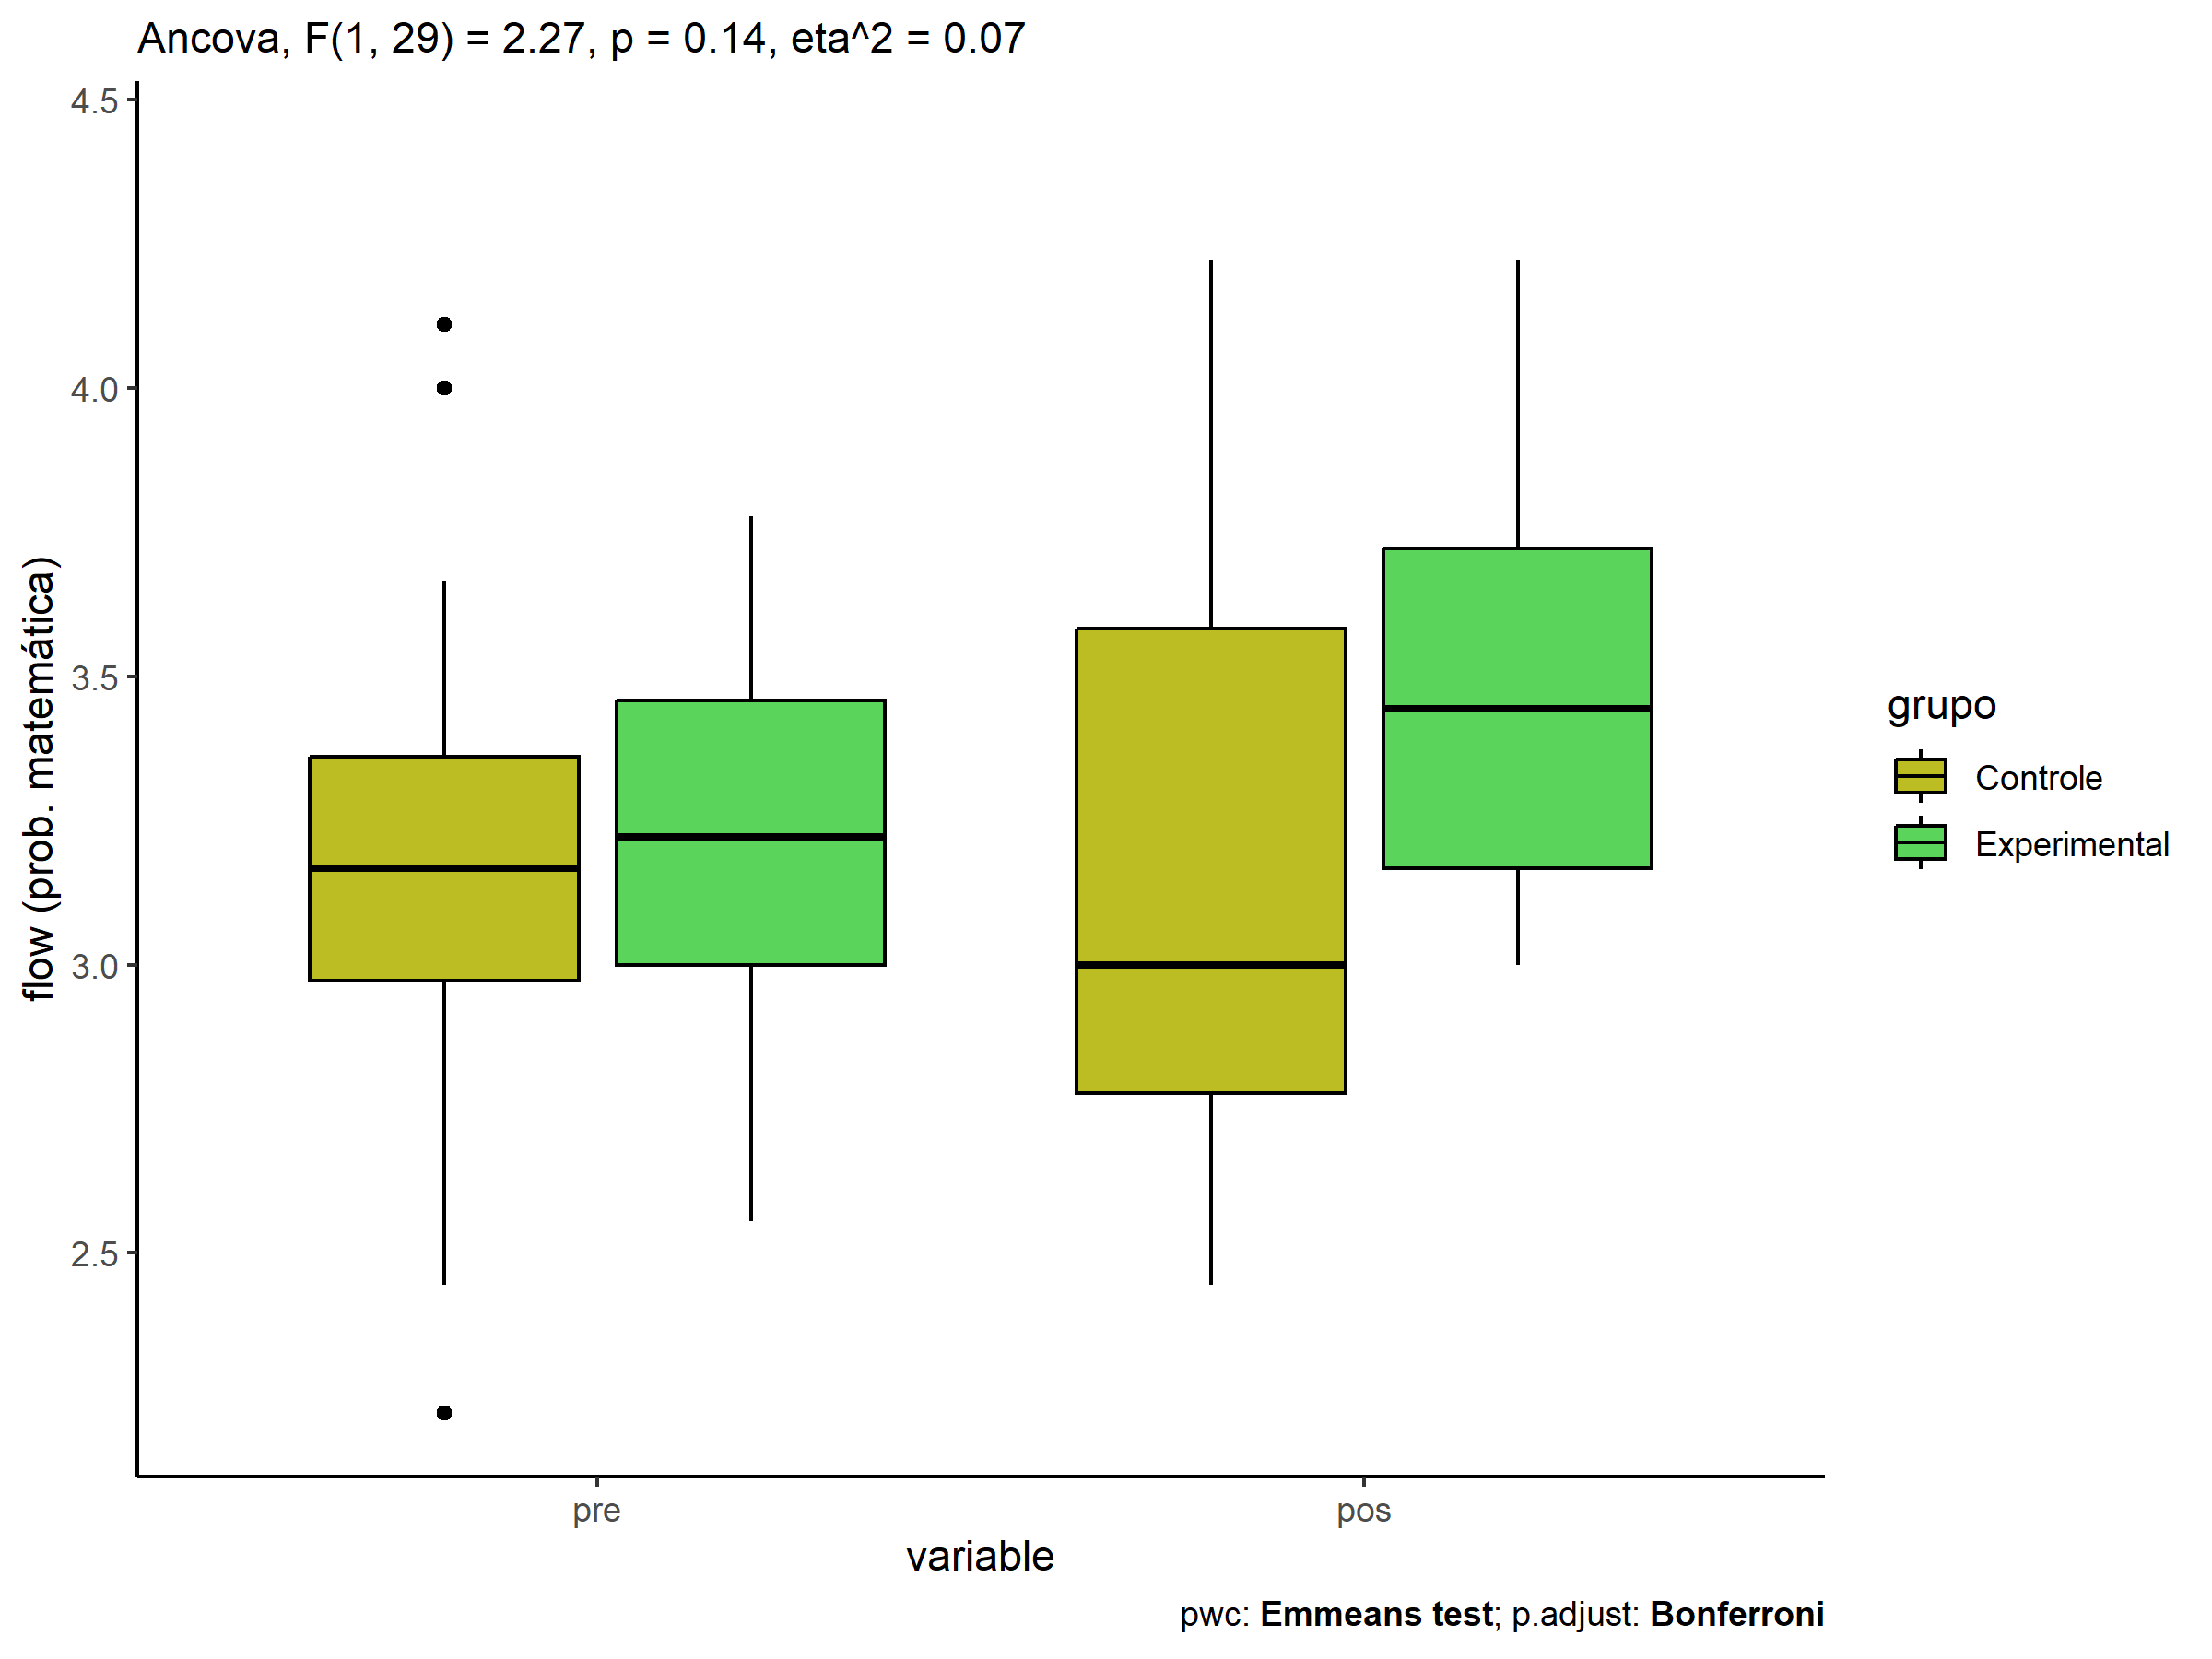 Ancova, F(1, 29) = 2.27, p = 0.14, eta^2 = 0.07
flow (prob. matemática)
4.5
4.0
3.5
3.0
2.5
pre
pos
variable
grupo
Controle
Experimental
pwc: Emmeans test; p.adjust: Bonferroni